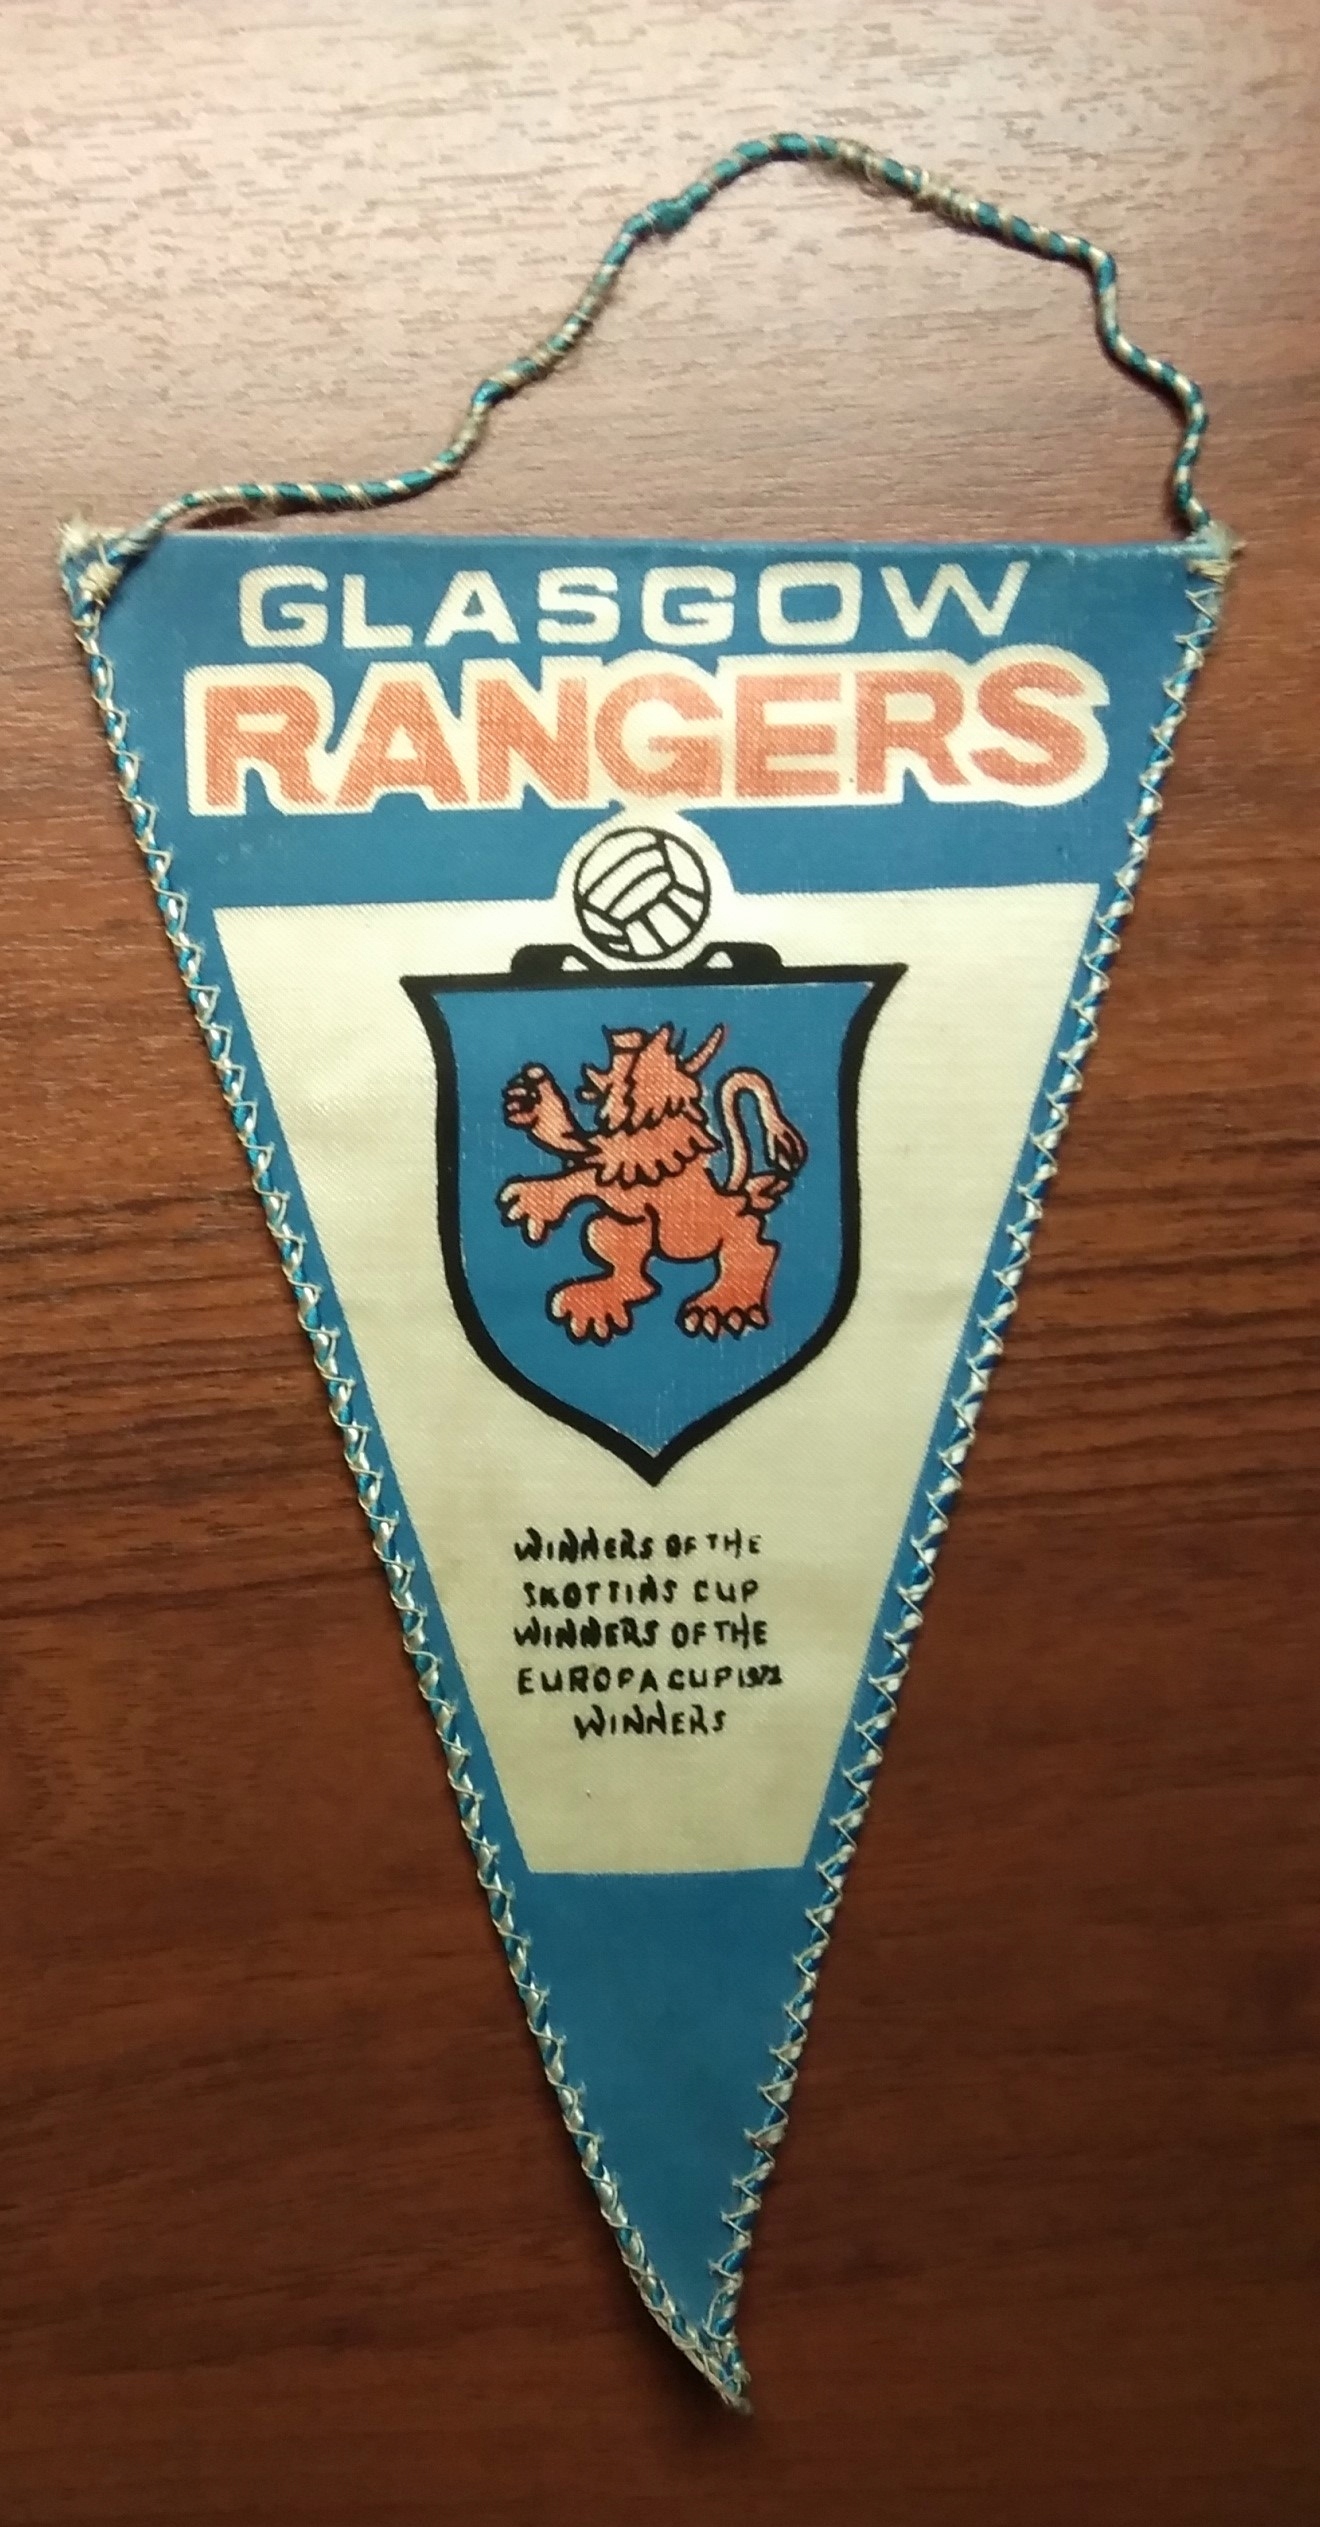 GLASGOW
RANGERS
WINNERS OF THE
SKOTTINS CUP
WINNERS OF THE
EUROPA CUP 1972
WINNERS